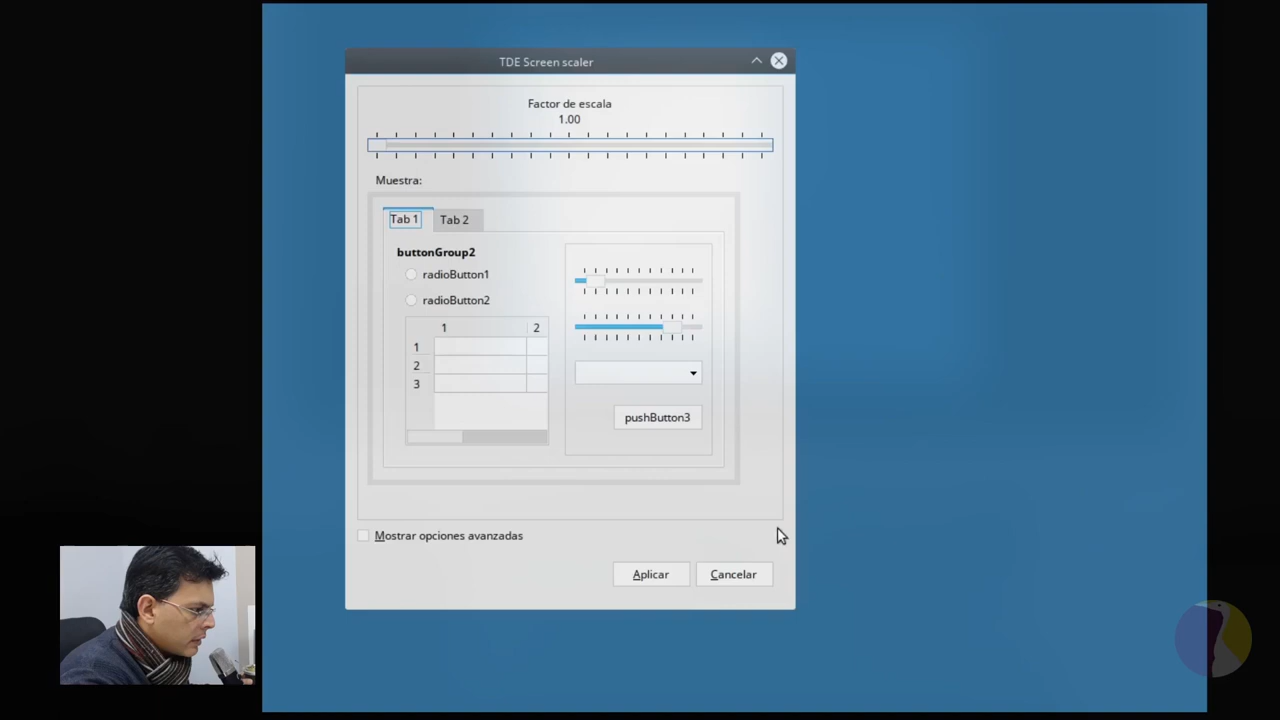 TDE Screen scaler
Factor de escala
1.00
Muestra:
Tab 1
Tab 2
buttonGroup2
radioButton1
radioButton2
1 2
1
2
3
pushButton3
Mostrar opciones avanzadas
Aplicar
Cancelar